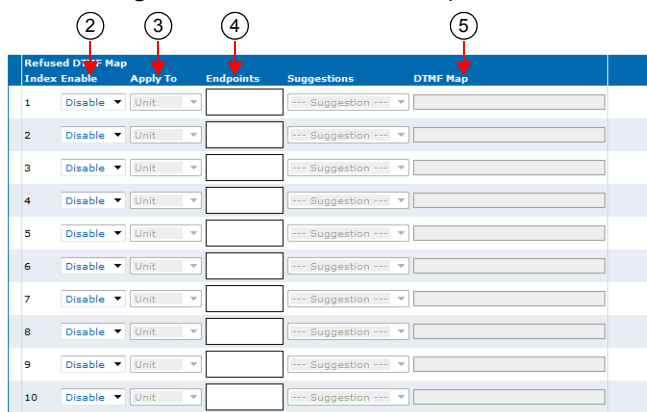 2 3 4 5
Refused DTMF Map
Index Enable Apply To Endpoints Suggestions DTMF Map
1 Disable Unit --- Suggestion ---
2 Disable Unit --- Suggestion ---
3 Disable Unit --- Suggestion ---
4 Disable Unit --- Suggestion ---
5 Disable Unit --- Suggestion ---
6 Disable Unit --- Suggestion ---
7 Disable Unit --- Suggestion ---
8 Disable Unit --- Suggestion ---
9 Disable Unit --- Suggestion ---
10 Disable Unit --- Suggestion ---